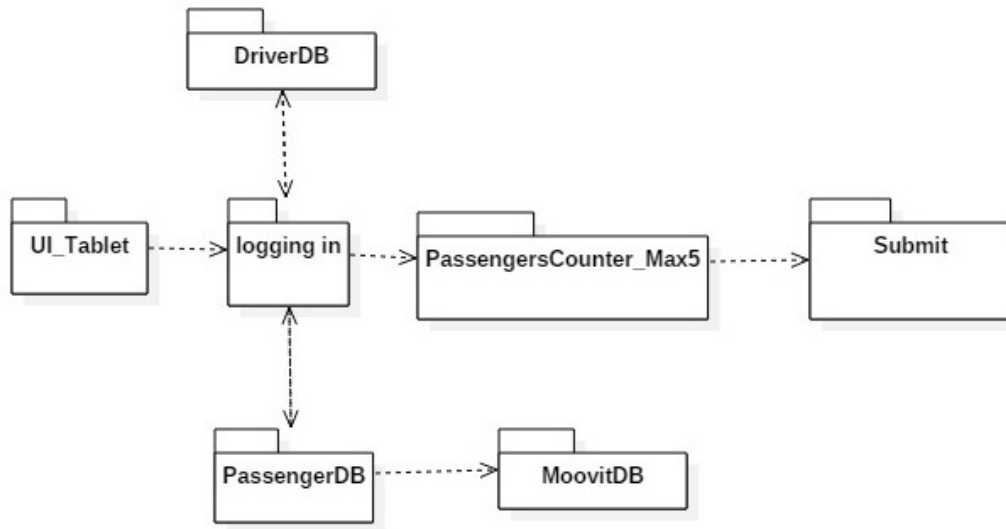 DriverDB
UI_Tablet
logging in
PassengersCounter_Max5
Submit
PassengerDB
MoovitDB